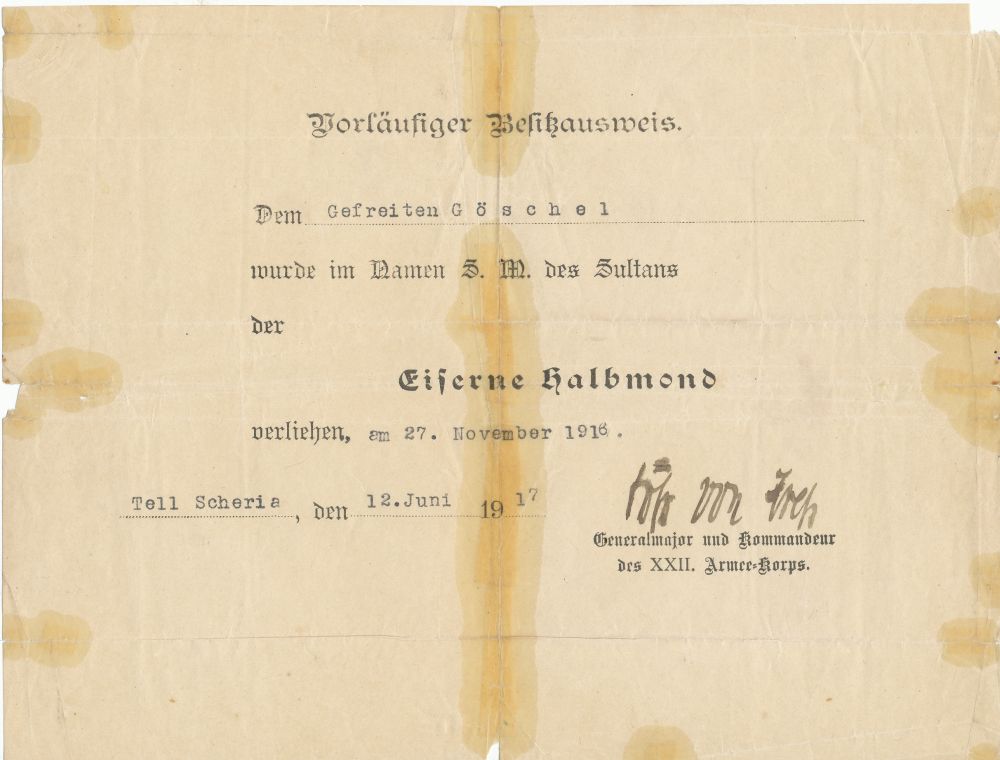 Vorläufiger Besitzausweis.
Dem Gefreiten Göschel
wurde im Namen S. M. des Sultans
der
Eiserne Halbmond
verliehen, am 27. November 1916.
Tell Scheria, den 12.Juni 1917
von
Generalmajor und Kommandeur
des XXII. Armee-Korps.